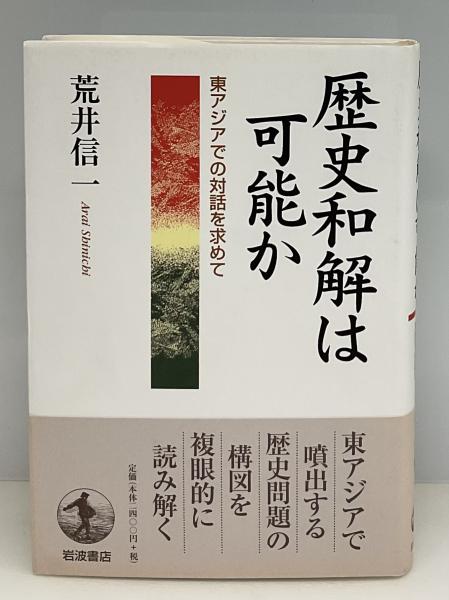 歴史和解は
可能か
東アジアでの対話を求めて
荒井信一
Arai Shinichi
東アジアで
噴出する
歴史問題の
構図を
複眼的に
読み解く
定価(本体二四〇〇円+税)
岩波書店